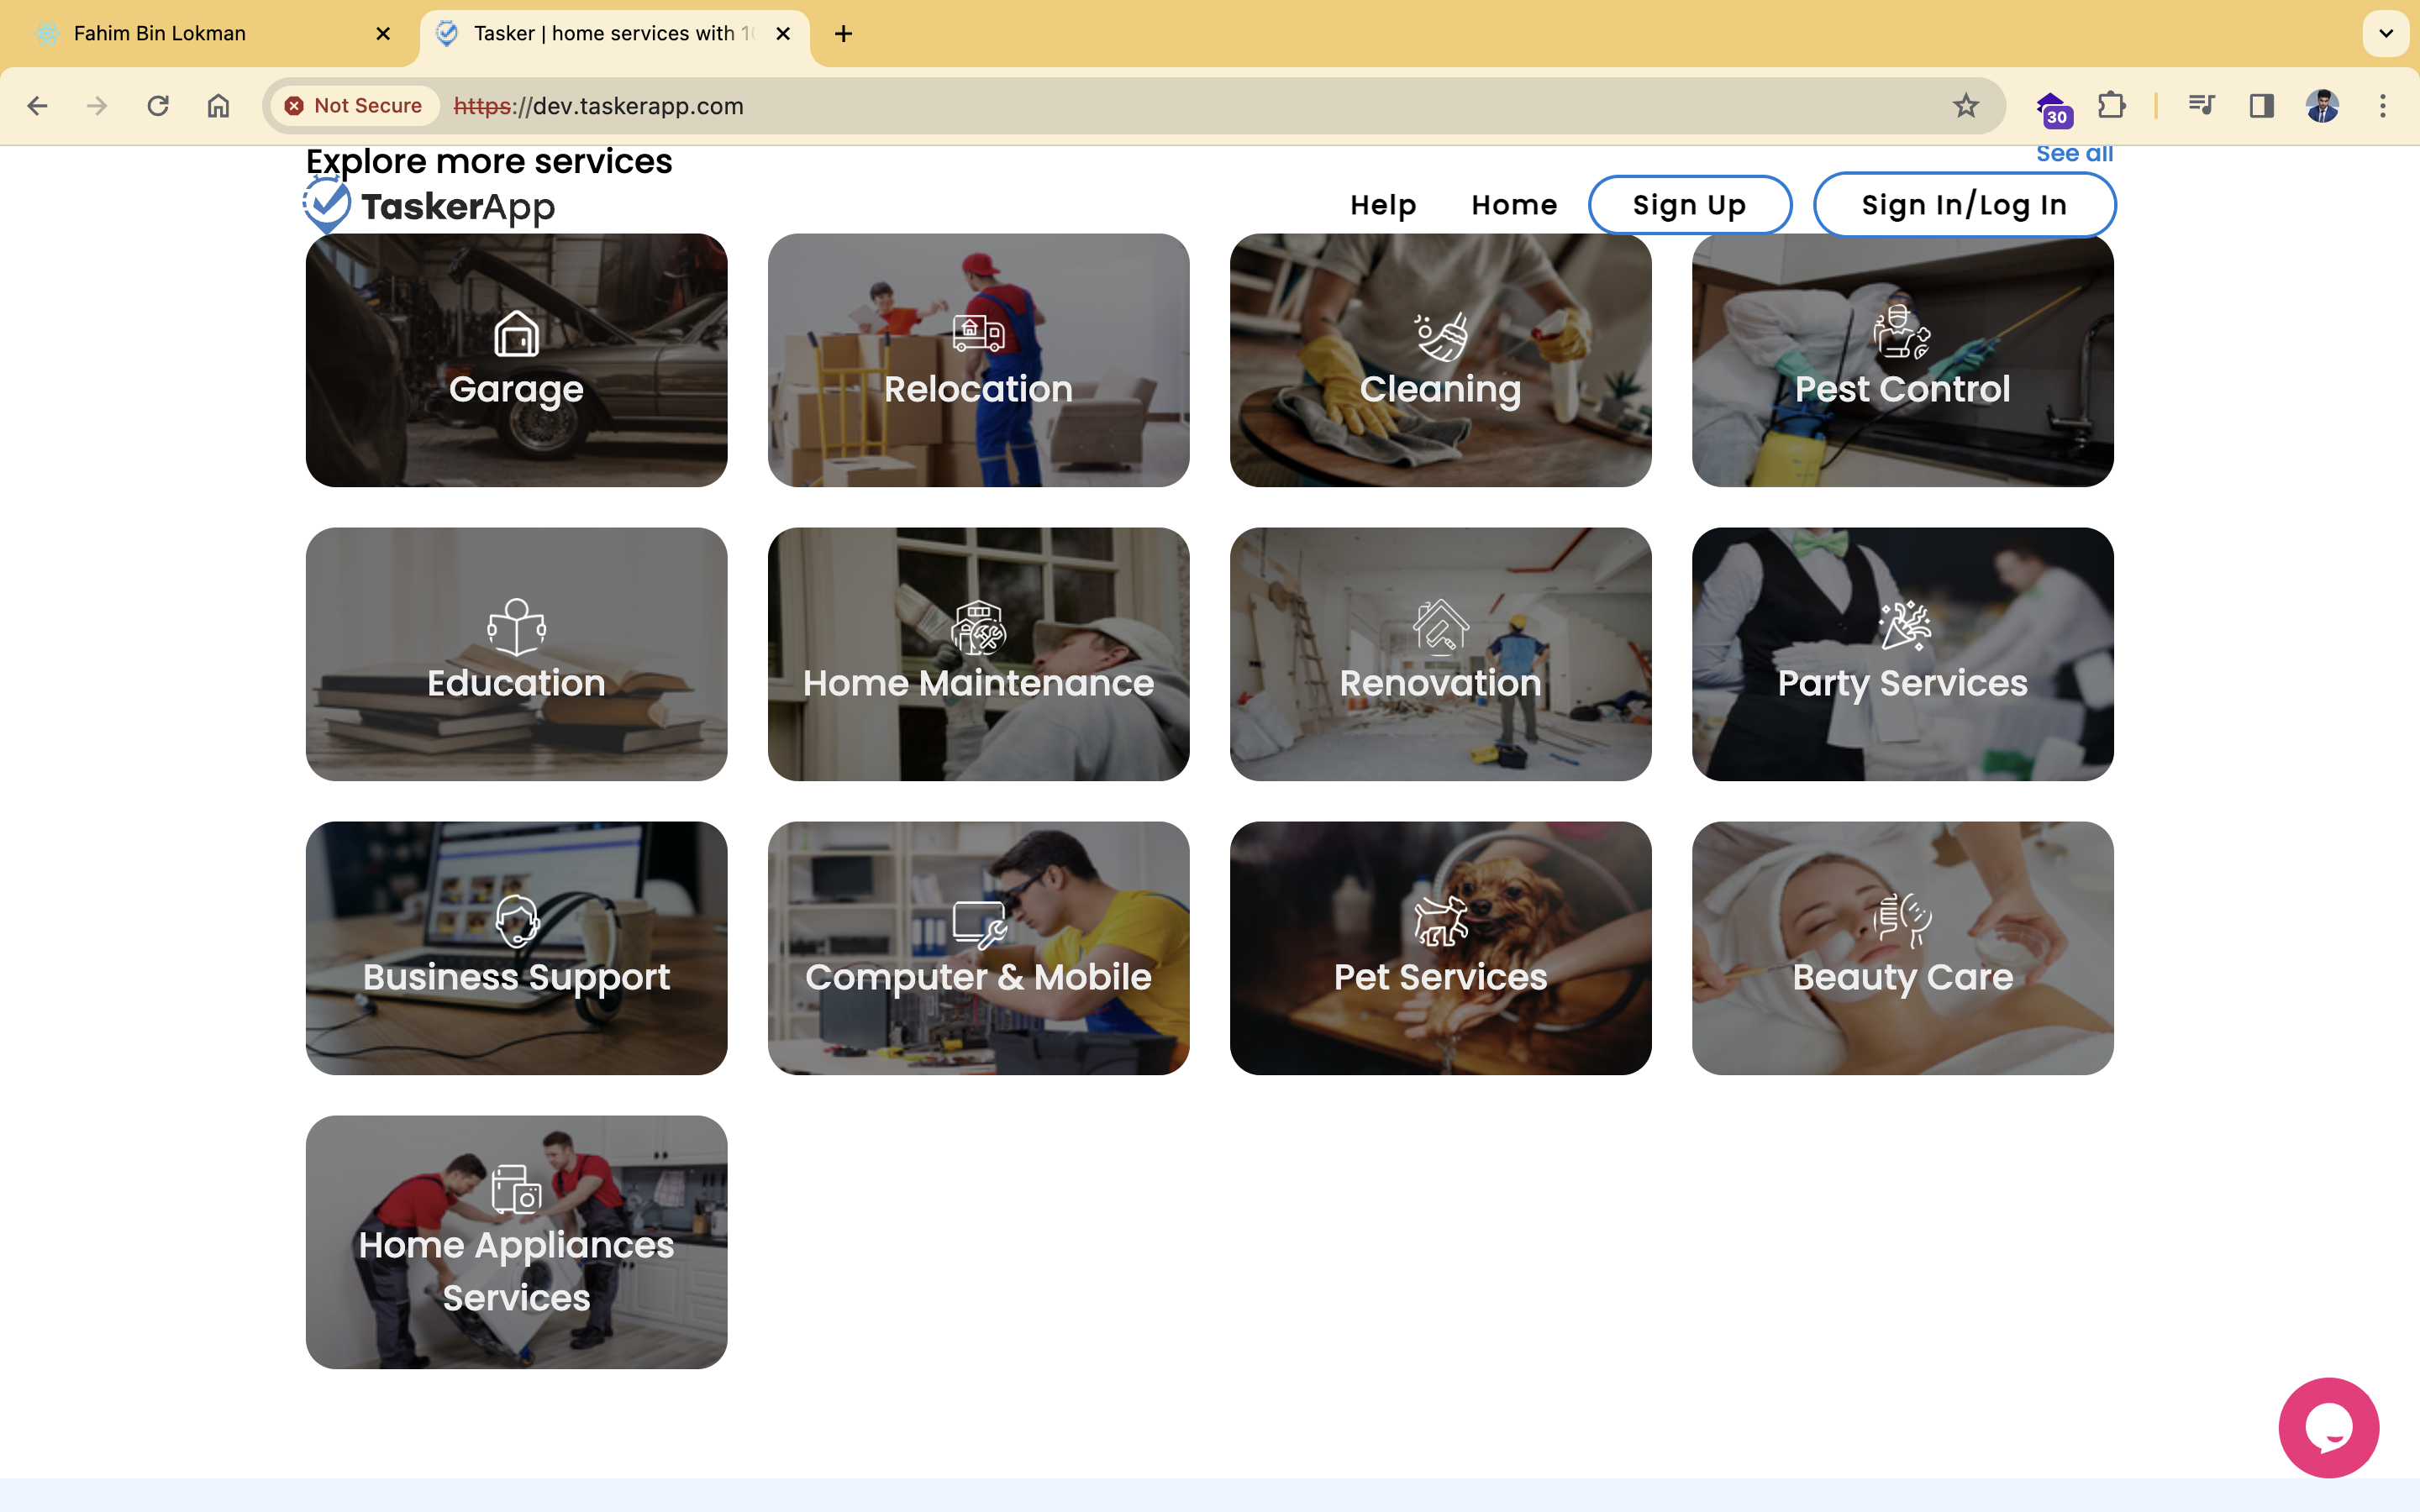 Fahim Bin Lokman
Tasker | home services with 10
Not Secure
https://dev.taskerapp.com
30
Explore more services
See all
TaskerApp
Help
Home
Sign Up
Sign In/Log In
Garage
Relocation
Cleaning
Pest Control
Education
Home Maintenance
Renovation
Party Services
Business Support
Computer & Mobile
Pet Services
Beauty Care
Home Appliances
Services